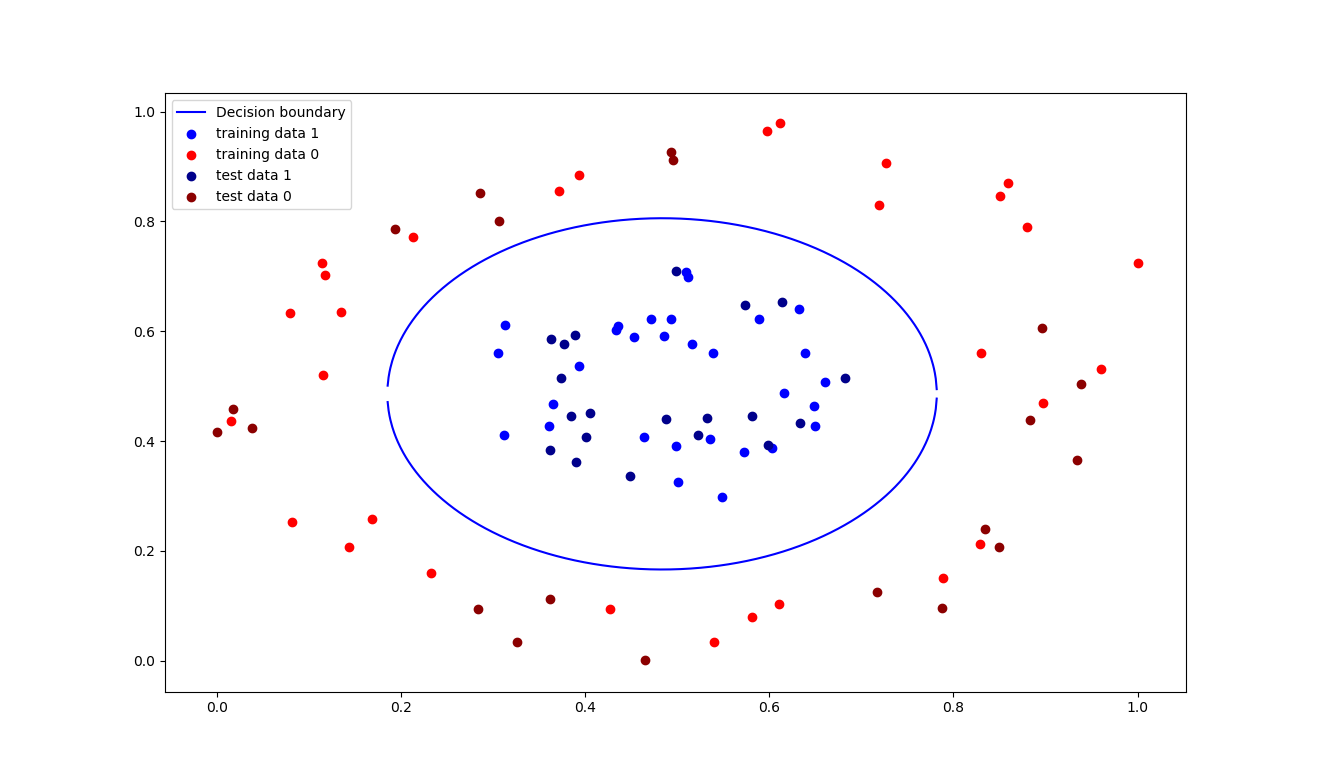 Decision boundary
training data 1
training data 0
test data 1
test data 0
1.0
0.8
0.6
0.4
0.2
0.0
0.0 0.2 0.4 0.6 0.8 1.0